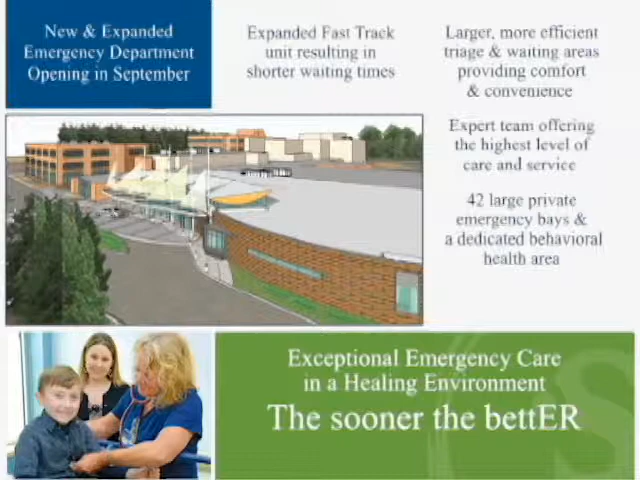 New & Expanded
Emergency Department
Opening in September
Expanded Fast Track
unit resulting in
shorter waiting times
Larger, more efficient
triage & waiting areas
providing comfort
& convenience
Expert team offering
the highest level of
care and service
42 large private
emergency bays &
a dedicated behavioral
health area
Exceptional Emergency Care
in a Healing Environment
The sooner the bettER